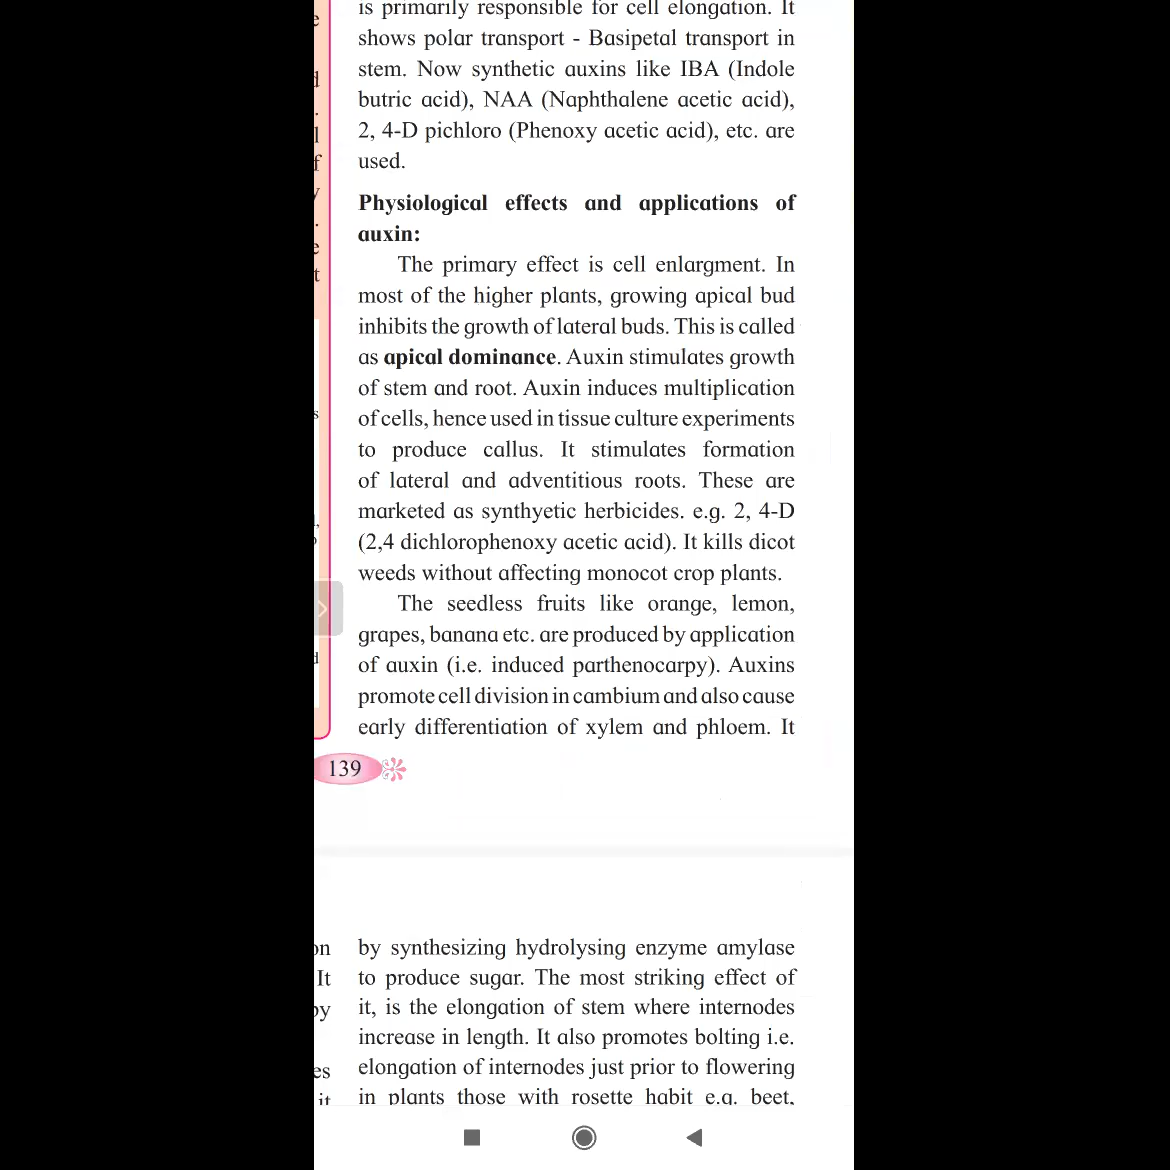 is primarily responsible for cell elongation. It
shows polar transport - Basipetal transport in
stem. Now synthetic auxins like IBA (Indole
butric acid), NAA (Naphthalene acetic acid),
2, 4-D pichloro (Phenoxy acetic acid), etc. are
used.
Physiological effects and applications of
auxin:
The primary effect is cell enlargment. In
most of the higher plants, growing apical bud
inhibits the growth of lateral buds. This is called
as apical dominance. Auxin stimulates growth
of stem and root. Auxin induces multiplication
of cells, hence used in tissue culture experiments
to produce callus. It stimulates formation
of lateral and adventitious roots. These are
marketed as synthyetic herbicides. e.g. 2, 4-D
(2,4 dichlorophenoxy acetic acid). It kills dicot
weeds without affecting monocot crop plants.
The seedless fruits like orange, lemon,
grapes, banana etc. are produced by application
of auxin (i.e. induced parthenocarpy). Auxins
promote cell division in cambium and also cause
early differentiation of xylem and phloem. It
139
It
by synthesizing hydrolysing enzyme amylase
to produce sugar. The most striking effect of
it, is the elongation of stem where internodes
increase in length. It also promotes bolting i.e.
elongation of internodes just prior to flowering
in plants those with rosette habit e.g. beet,